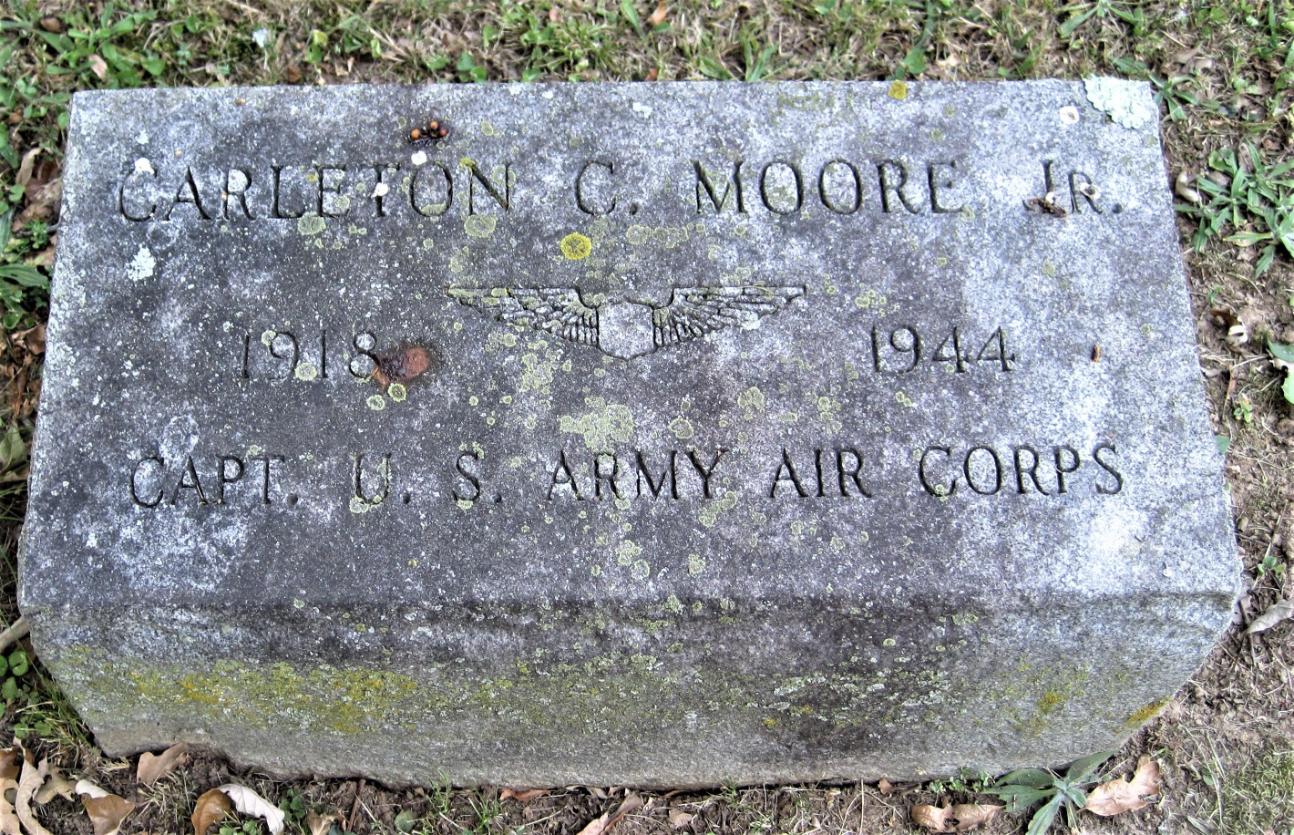 CARLETON C. MOORE JR.
1918 1944
CAPT. U. S. ARMY AIR CORPS